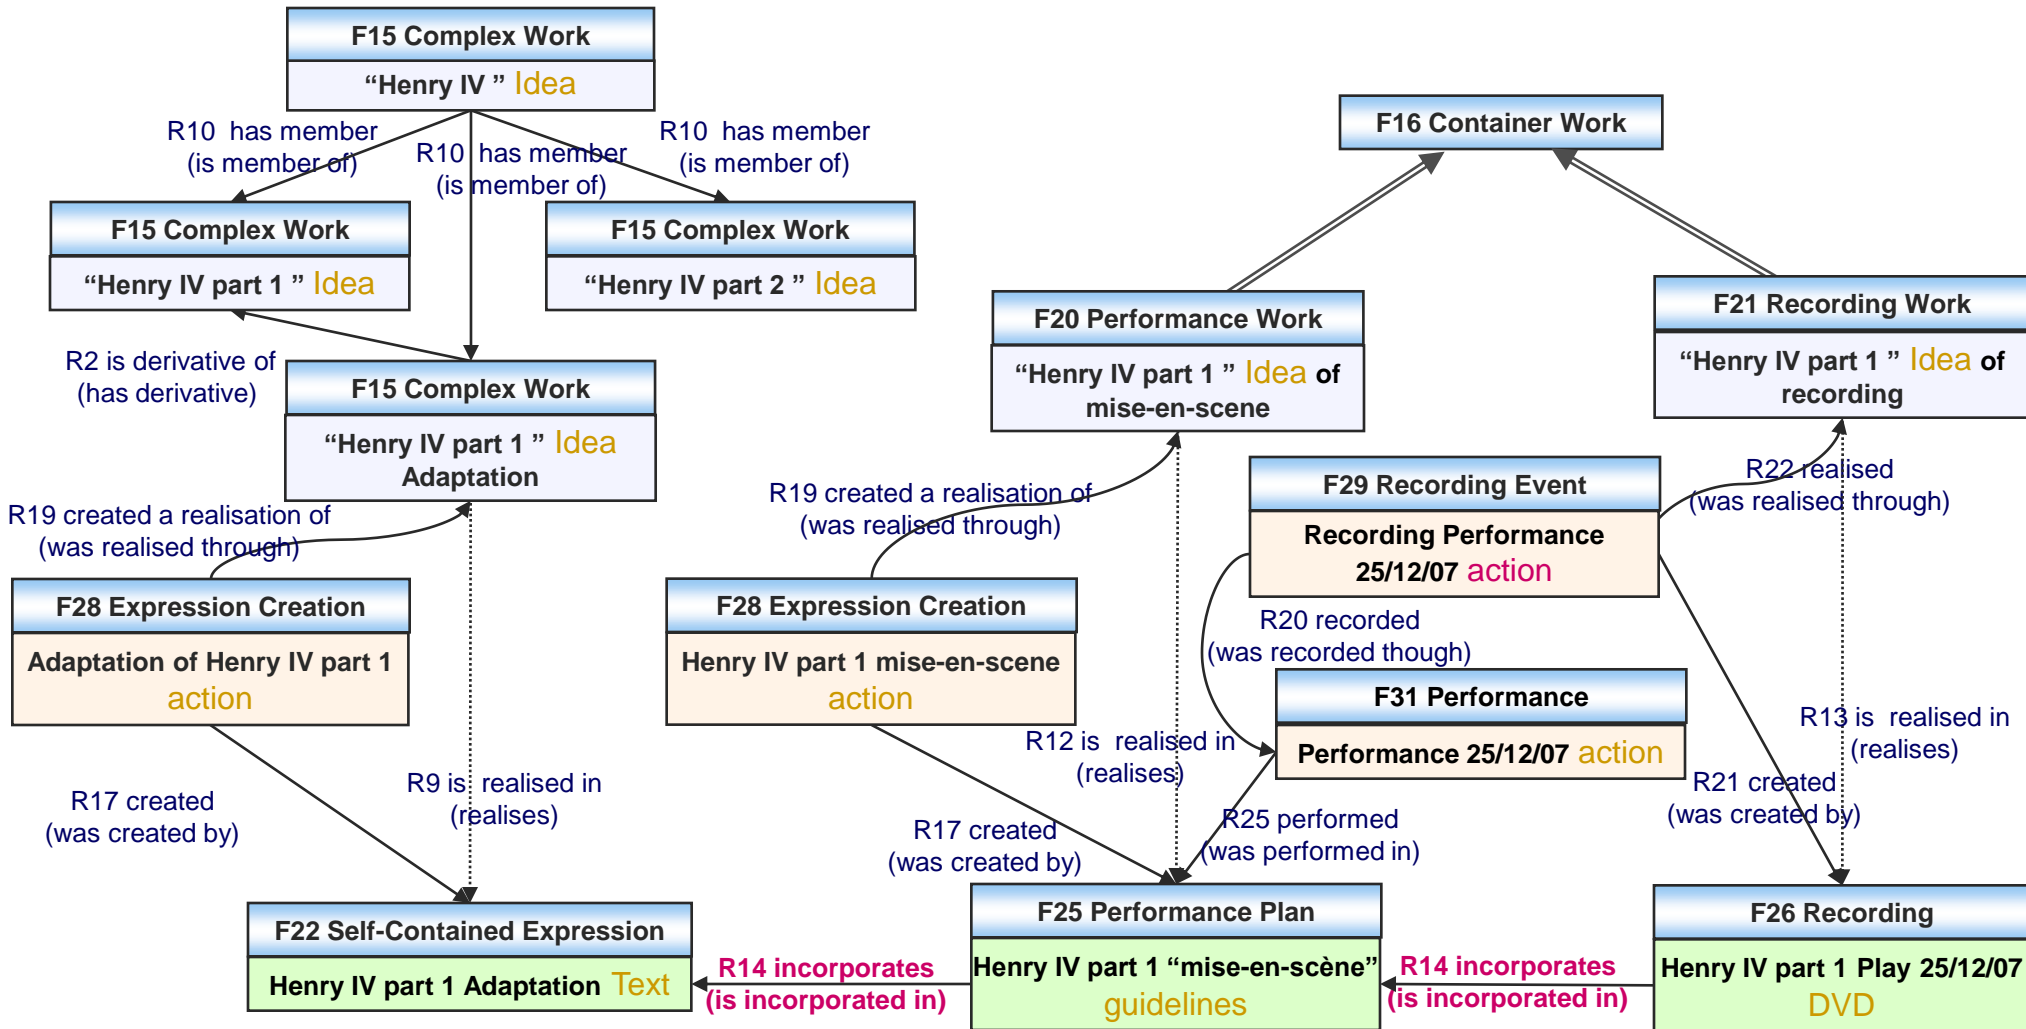 F15 Complex Work
“Henry IV ” Idea
R10 has member
(is member of)
R10 has member
(is member of)
R10 has member
(is member of)
F16 Container Work
F15 Complex Work
“Henry IV part 1 ” Idea
F15 Complex Work
“Henry IV part 2 ” Idea
R2 is derivative of
(has derivative)
F15 Complex Work
“Henry IV part 1 ” Idea
Adaptation
F20 Performance Work
“Henry IV part 1 ” Idea of
mise-en-scene
F21 Recording Work
“Henry IV part 1 ” Idea of
recording
R19 created a realisation of
(was realised through)
R19 created a realisation of
(was realised through)
F29 Recording Event
Recording Performance
25/12/07 action
R22 realised
(was realised through)
F28 Expression Creation
Adaptation of Henry IV part 1
action
F28 Expression Creation
Henry IV part 1 mise-en-scene
action
R20 recorded
(was recorded though)
F31 Performance
Performance 25/12/07 action
R17 created
(was created by)
R9 is realised in
(realises)
R12 is realised in
(realises)
R17 created
(was created by)
R25 performed
(was performed in)
R13 is realised in
(realises)
R21 created
(was created by)
F22 Self-Contained Expression
Henry IV part 1 Adaptation Text
R14 incorporates
(is incorporated in)
F25 Performance Plan
Henry IV part 1 “mise-en-scène”
guidelines
R14 incorporates
(is incorporated in)
F26 Recording
Henry IV part 1 Play 25/12/07
DVD